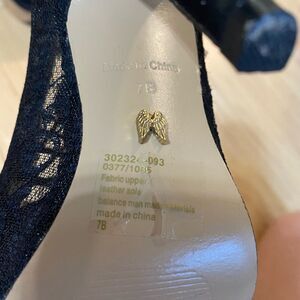 Made in China
7B
302324-093
0377/1085
Fabric upper
leather sole
balance man made materials
made in china
7B